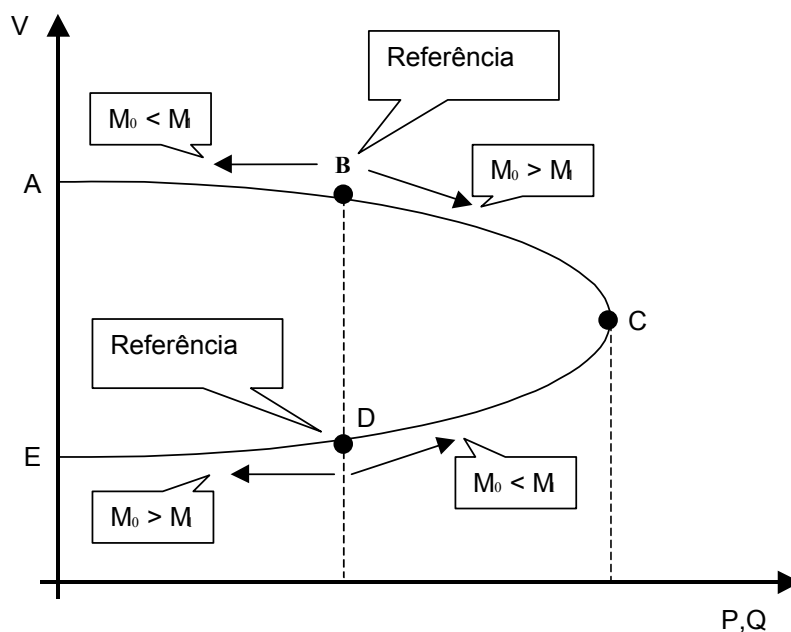 V
Referência
M₀ < M₁
B
M₀ > M₁
A
C
Referência
D
E
M₀ < M₁
M₀ > M₁
P,Q